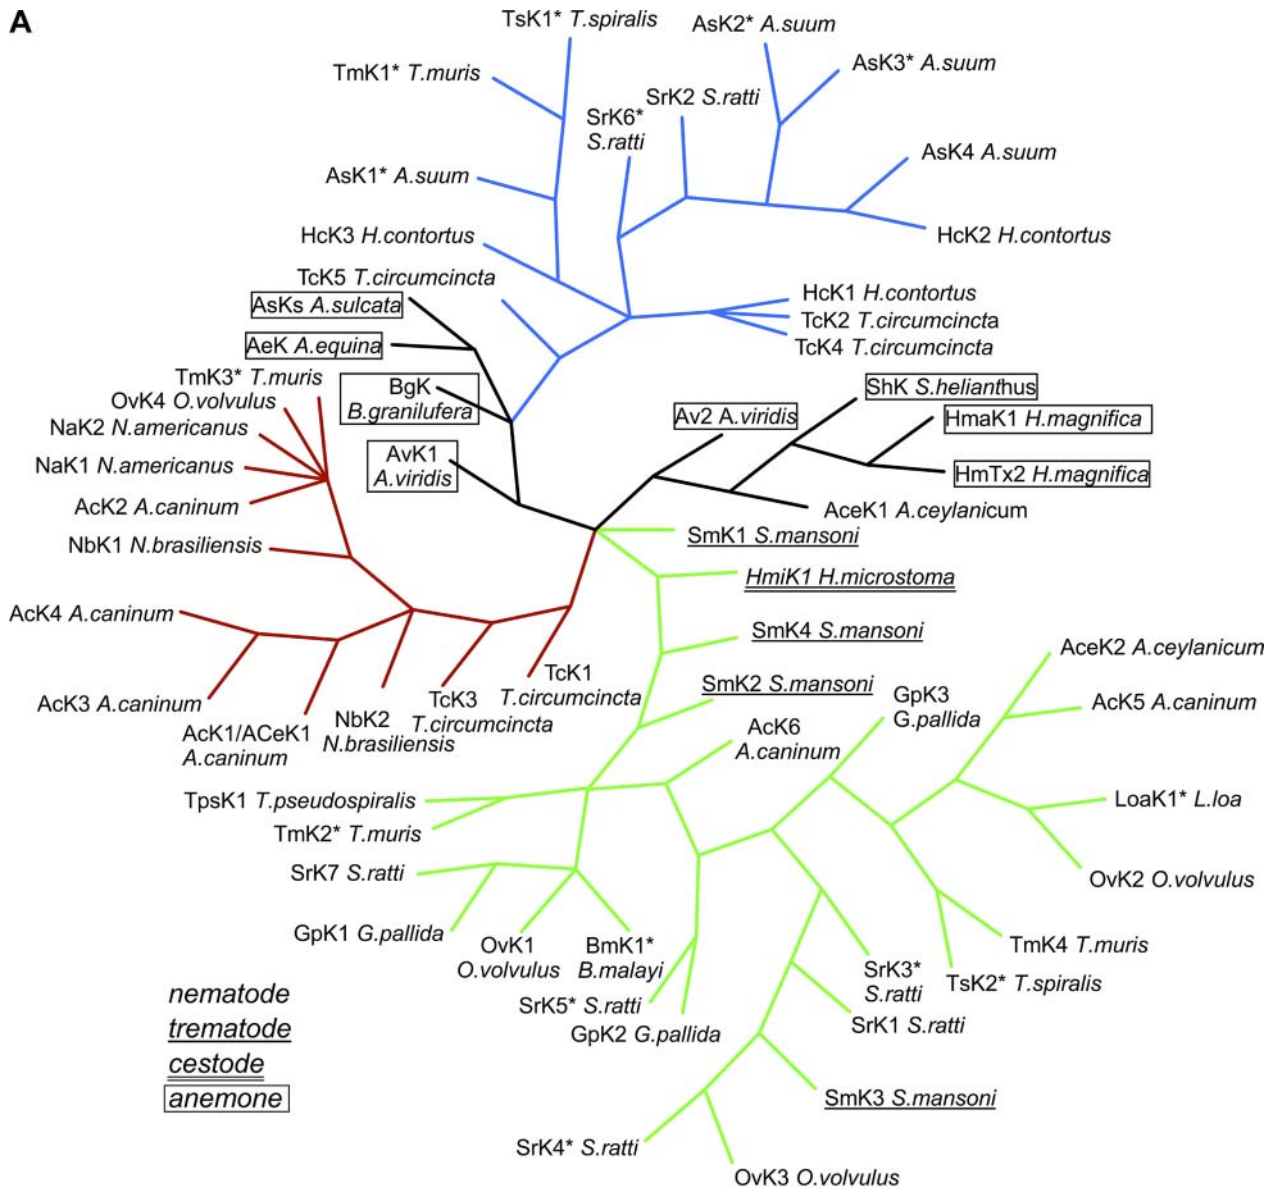 A
TsK1* T.spiralis
AsK2* A.suum
TmK1* T.muris
AsK3* A.suum
SrK2 S.ratti
SrK6*
S.ratti
AsK4 A.suum
AsK1* A.suum
HcK3 H.contortus
HcK2 H.contortus
TcK5 T.circumcincta
AsKs A.sulcata
HcK1 H.contortus
TcK2 T.circumcincta
TcK4 T.circumcincta
AeK A.equina
TmK3* T.muris
BgK
B.granilufera
ShK S.helianthus
OvK4 O.volvulus
Av2 A.viridis
HmaK1 H.magnifica
NaK2 N.americanus
AvK1
A.viridis
NaK1 N.americanus
HmTx2 H.magnifica
AcK2 A.caninum
AceK1 A.ceylanicum
NbK1 N.brasiliensis
SmK1 S.mansoni
HmiK1 H.microstoma
AcK4 A.caninum
SmK4 S.mansoni
AceK2 A.ceylanicum
TcK1
T.circumcincta
SmK2 S.mansoni
GpK3
G.pallida
AcK3 A.caninum
TcK3
T.circumcincta
AcK5 A.caninum
NbK2
N.brasiliensis
AcK1/ACeK1
A.caninum
AcK6
A.caninum
TpsK1 T.pseudospiralis
LoaK1* L.loa
TmK2* T.muris
SrK7 S.ratti
OvK2 O.volvulus
GpK1 G.pallida
OvK1
O.volvulus
BmK1*
B.malayi
TmK4 T.muris
SrK3*
S.ratti
TsK2* T.spiralis
SrK5* S.ratti
SrK1 S.ratti
GpK2 G.pallida
nematode
trematode
cestode
anemone
SmK3 S.mansoni
SrK4* S.ratti
OvK3 O.volvulus